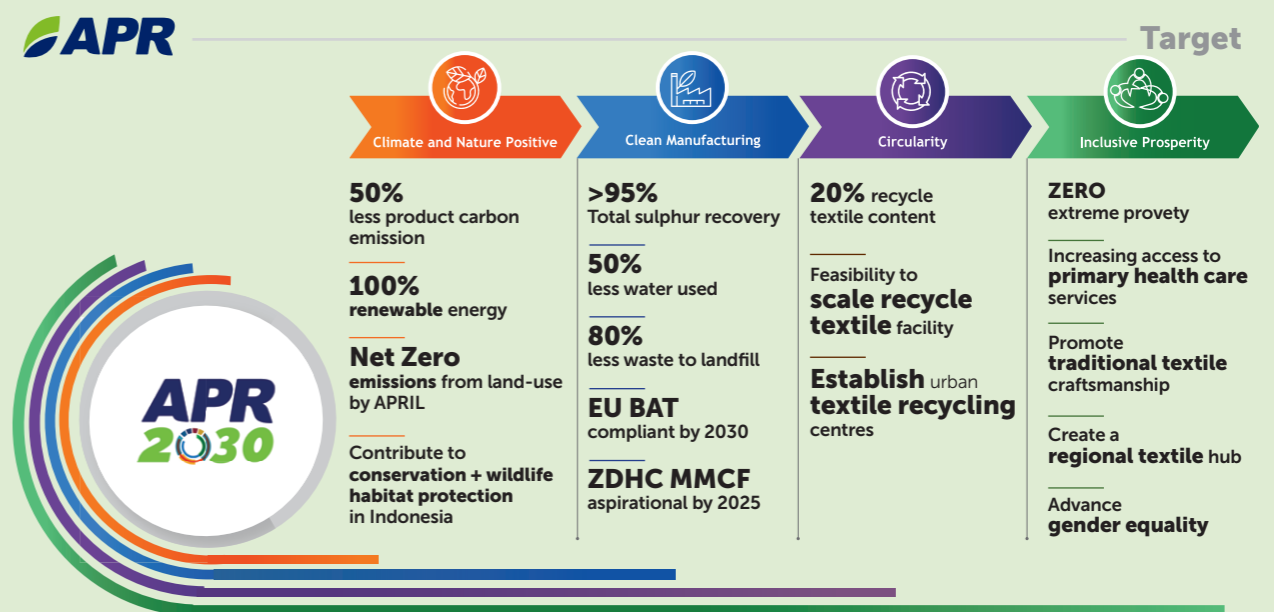 APR
Target
Climate and Nature Positive
Clean Manufacturing
Circularity
Inclusive Prosperity
50%
less product carbon
emission
100%
renewable energy
Net Zero
emissions from land-use
by APRIL
Contribute to
conservation + wildlife
habitat protection
in Indonesia
>95%
Total sulphur recovery
50%
less water used
80%
less waste to landfill
EU BAT
compliant by 2030
ZDHC MMCF
aspirational by 2025
20% recycle
textile content
Feasibility to
scale recycle
textile facility
Establish urban
textile recycling
centres
ZERO
extreme provety
Increasing access to
primary health care
services
Promote
traditional textile
craftsmanship
Create a
regional textile hub
Advance
gender equality
APR
2030